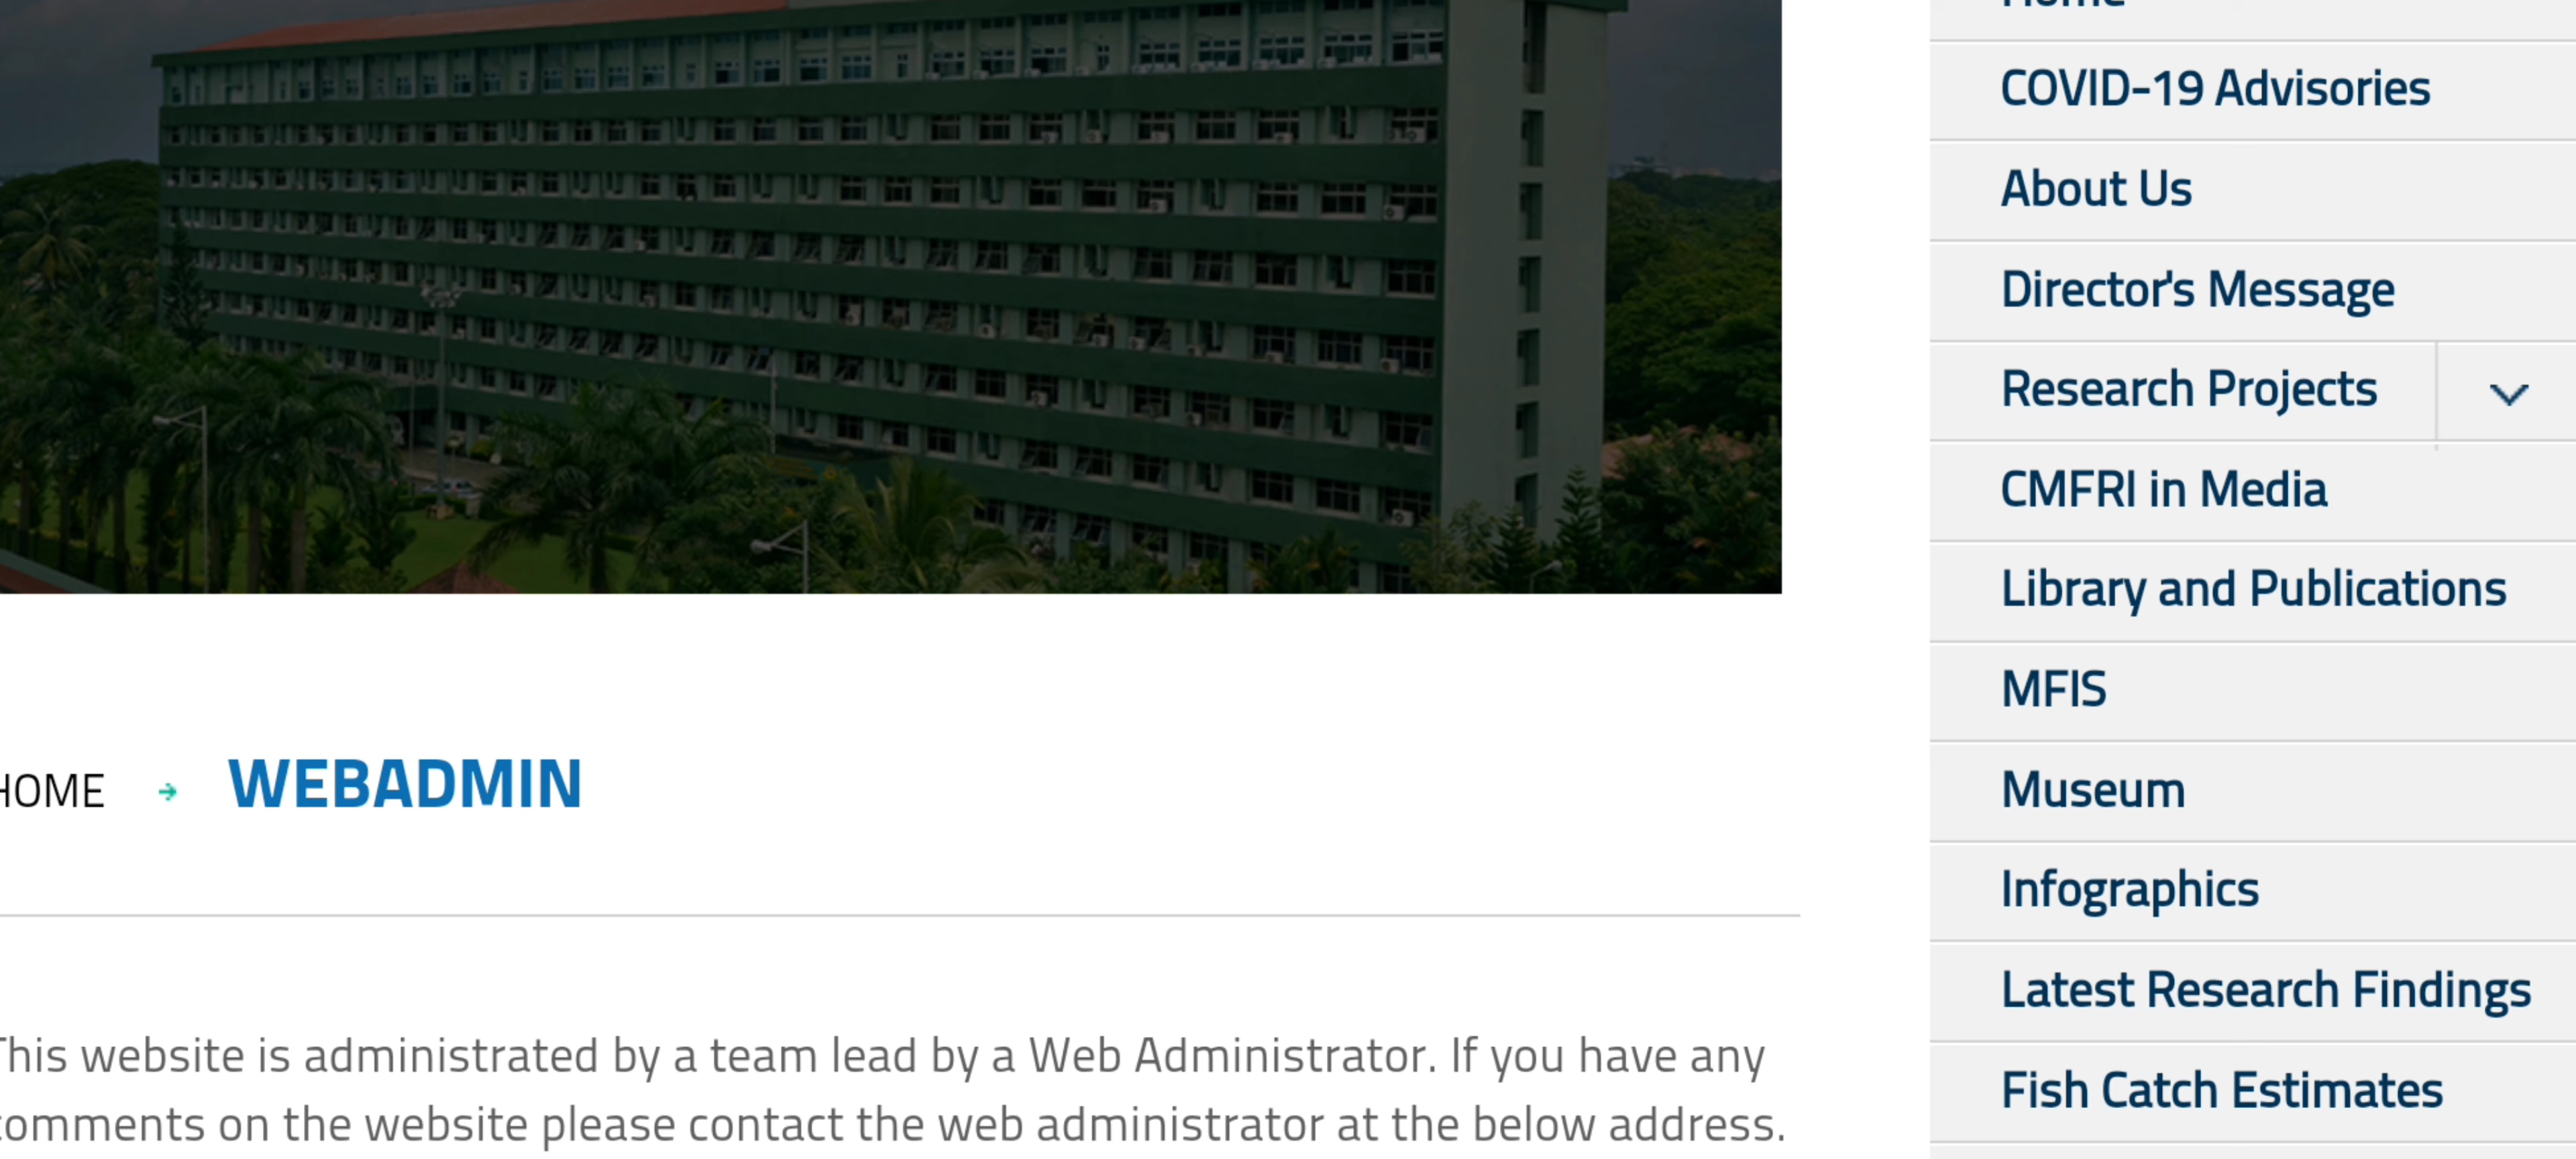 Home
COVID-19 Advisories
About Us
Director's Message
Research Projects
CMFRI in Media
Library and Publications
MFIS
Museum
Infographics
Latest Research Findings
Fish Catch Estimates
HOME → WEBADMIN
This website is administrated by a team lead by a Web Administrator. If you have any
comments on the website please contact the web administrator at the below address.